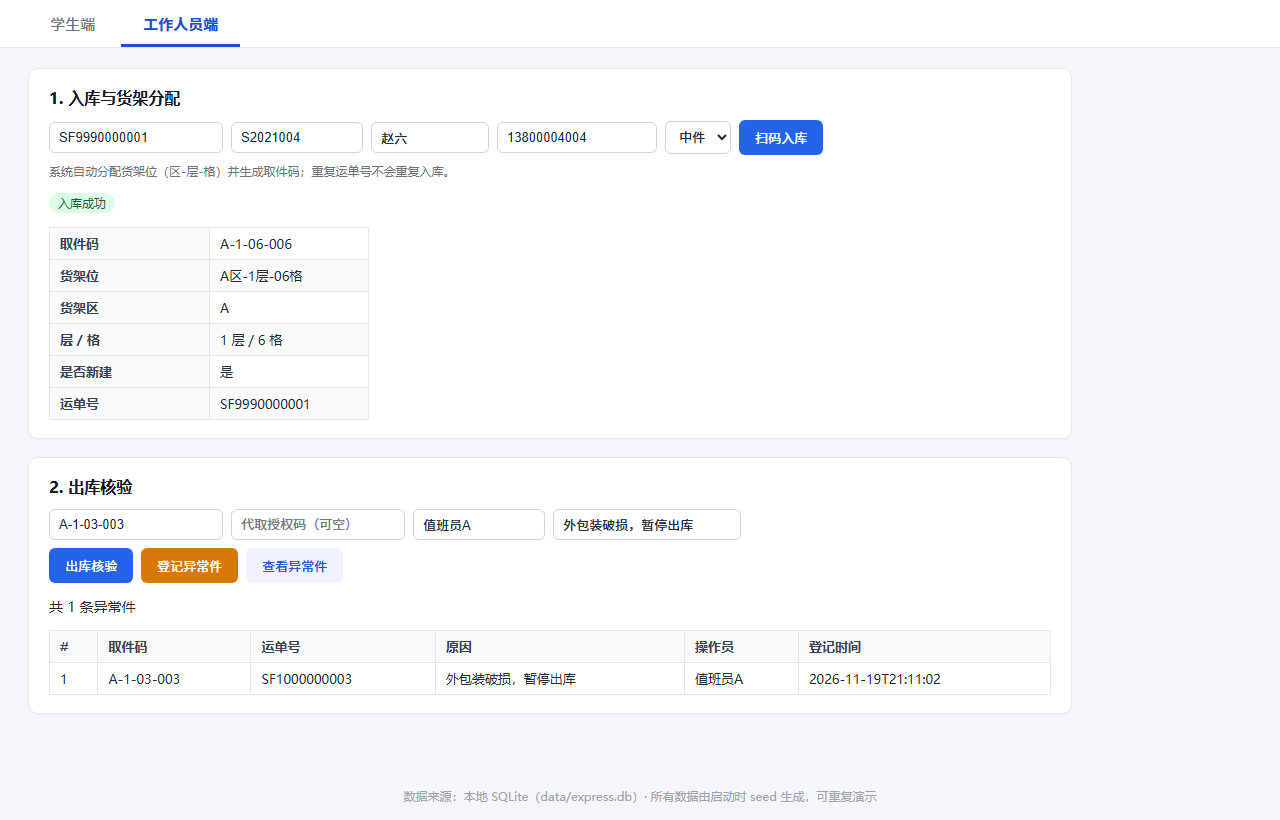 学生端 工作人员端
1. 入库与货架分配
SF9990000001 S2021004 赵六 13800004004 中件 扫码入库
系统自动分配货架位（区-层-格）并生成取件码；重复运单号不会重复入库。
入库成功
取件码 A-1-06-006
货架位 A区-1层-06格
货架区 A
层 / 格 1 层 / 6 格
是否新建 是
运单号 SF9990000001
2. 出库核验
A-1-03-003 代取授权码（可空） 值班员A 外包装破损，暂停出库
出库核验 登记异常件 查看异常件
共 1 条异常件
# 取件码 运单号 原因 操作员 登记时间
1 A-1-03-003 SF1000000003 外包装破损，暂停出库 值班员A 2026-11-19T21:11:02
数据来源：本地 SQLite（data/express.db）· 所有数据由启动时 seed 生成，可重复演示